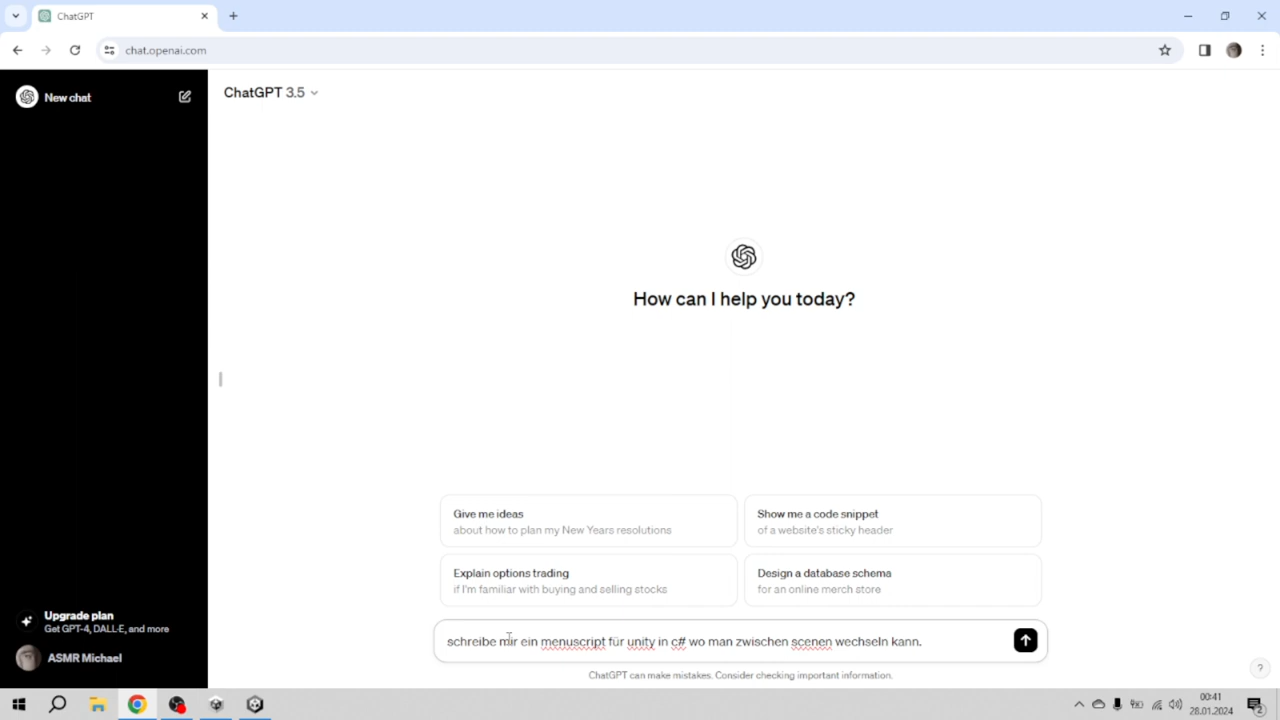 ChatGPT
chat.openai.com
New chat
ChatGPT 3.5
How can I help you today?
Give me ideas
about how to plan my New Years resolutions
Show me a code snippet
of a website's sticky header
Explain options trading
if I'm familiar with buying and selling stocks
Design a database schema
for an online merch store
Upgrade plan
Get GPT-4, DALL·E, and more
schreibe mir ein menuscript für unity in c# wo man zwischen scenen wechseln kann.
ASMR Michael
ChatGPT can make mistakes. Consider checking important information.
?
00:41
28.01.2024
2